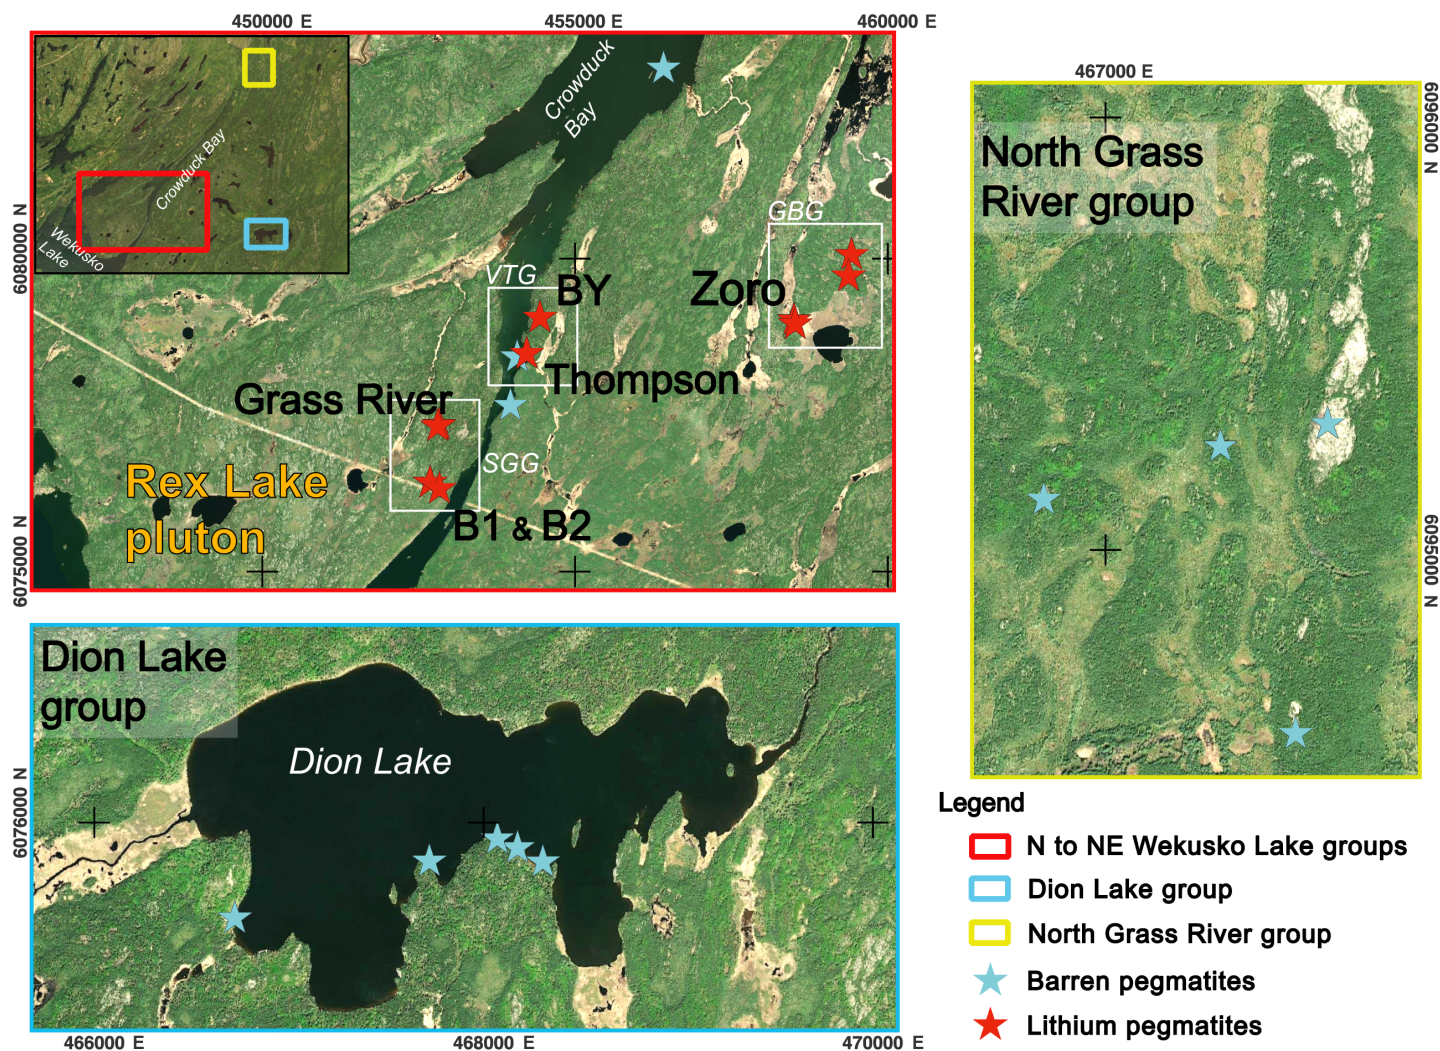 450000 E
455000 E
460000 E
467000 E
6096000 N
6080000 N
6075000 N
6095000 N
Crowduck Bay
Wekusko
Lake
Crowduck
Bay
GBG
VTG
BY
Zoro
Thompson
Grass River
SGG
B1 & B2
Rex Lake
pluton
North Grass
River group
Dion Lake
group
Dion Lake
6076000 N
466000 E
468000 E
470000 E
Legend
N to NE Wekusko Lake groups
Dion Lake group
North Grass River group
Barren pegmatites
Lithium pegmatites